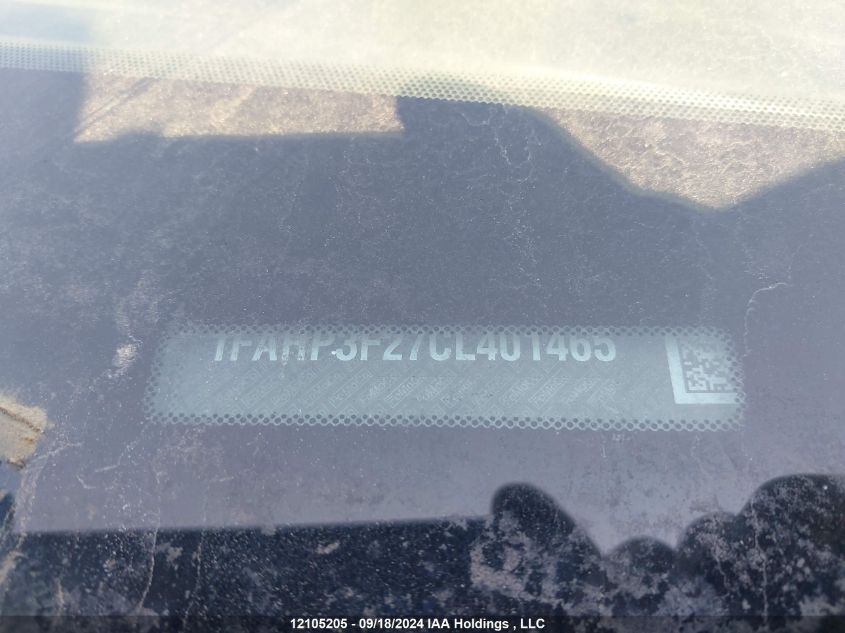 1FAHP3F27CL401465
12105205 - 09/18/2024 IAA Holdings , LLC